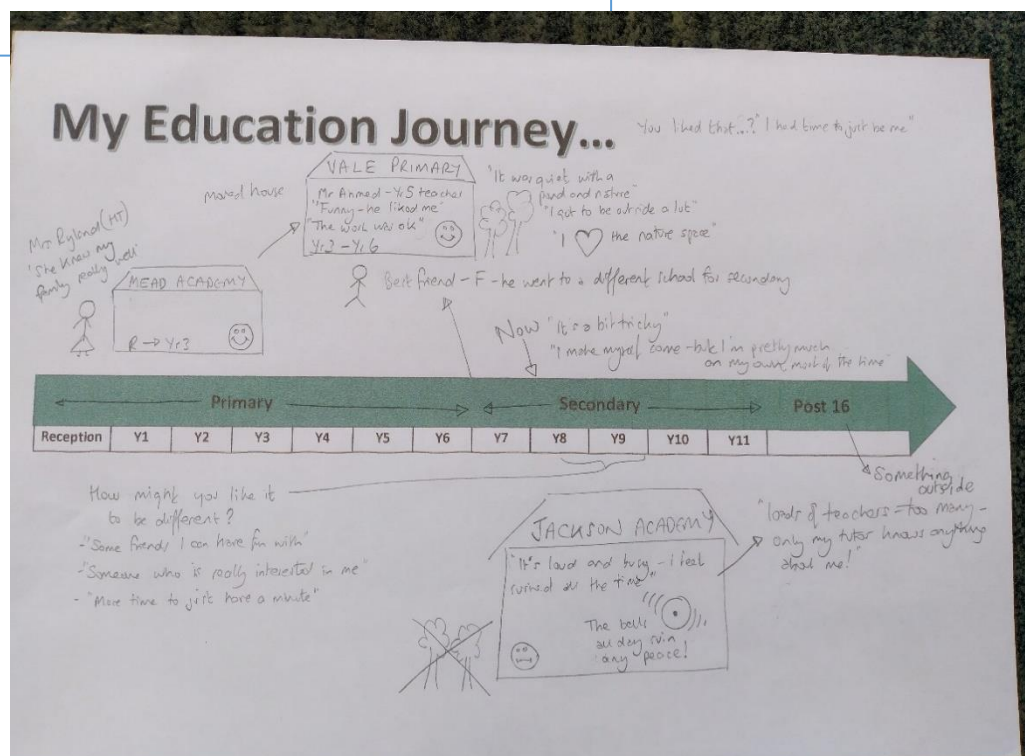 My Education Journey...
You liked that...? "I had time to just be me"
moved house
VALE PRIMARY
Mr Ahmed - Yr5 teacher
"Funny - he liked me"
"The work was ok"
Yr3 - Yr6
"It was quiet with a
pond and nature"
"I got to be outside a lot"
"I the nature space"
Mrs Ryland (HT)
'She knew my
family really well'
MEAD ACADEMY
R → Yr3
Best friend - F - he went to a different school for secondary
Now "It's a bit tricky"
"I make myself come - but I'm pretty much
on my own most of the time"
Primary
Secondary
Post 16
Reception Y1 Y2 Y3 Y4 Y5 Y6 Y7 Y8 Y9 Y10 Y11
Something
outside
How might you like it
to be different?
- "Some friends I can have fun with"
- "Someone who is really interested in me"
- "More time to just have a minute"
JACKSON ACADEMY
"It's loud and busy - i feel
rushed all the time"
The bells
all day ruin
any peace!
"loads of teachers = too many -
only my tutor knows anything
about me!"